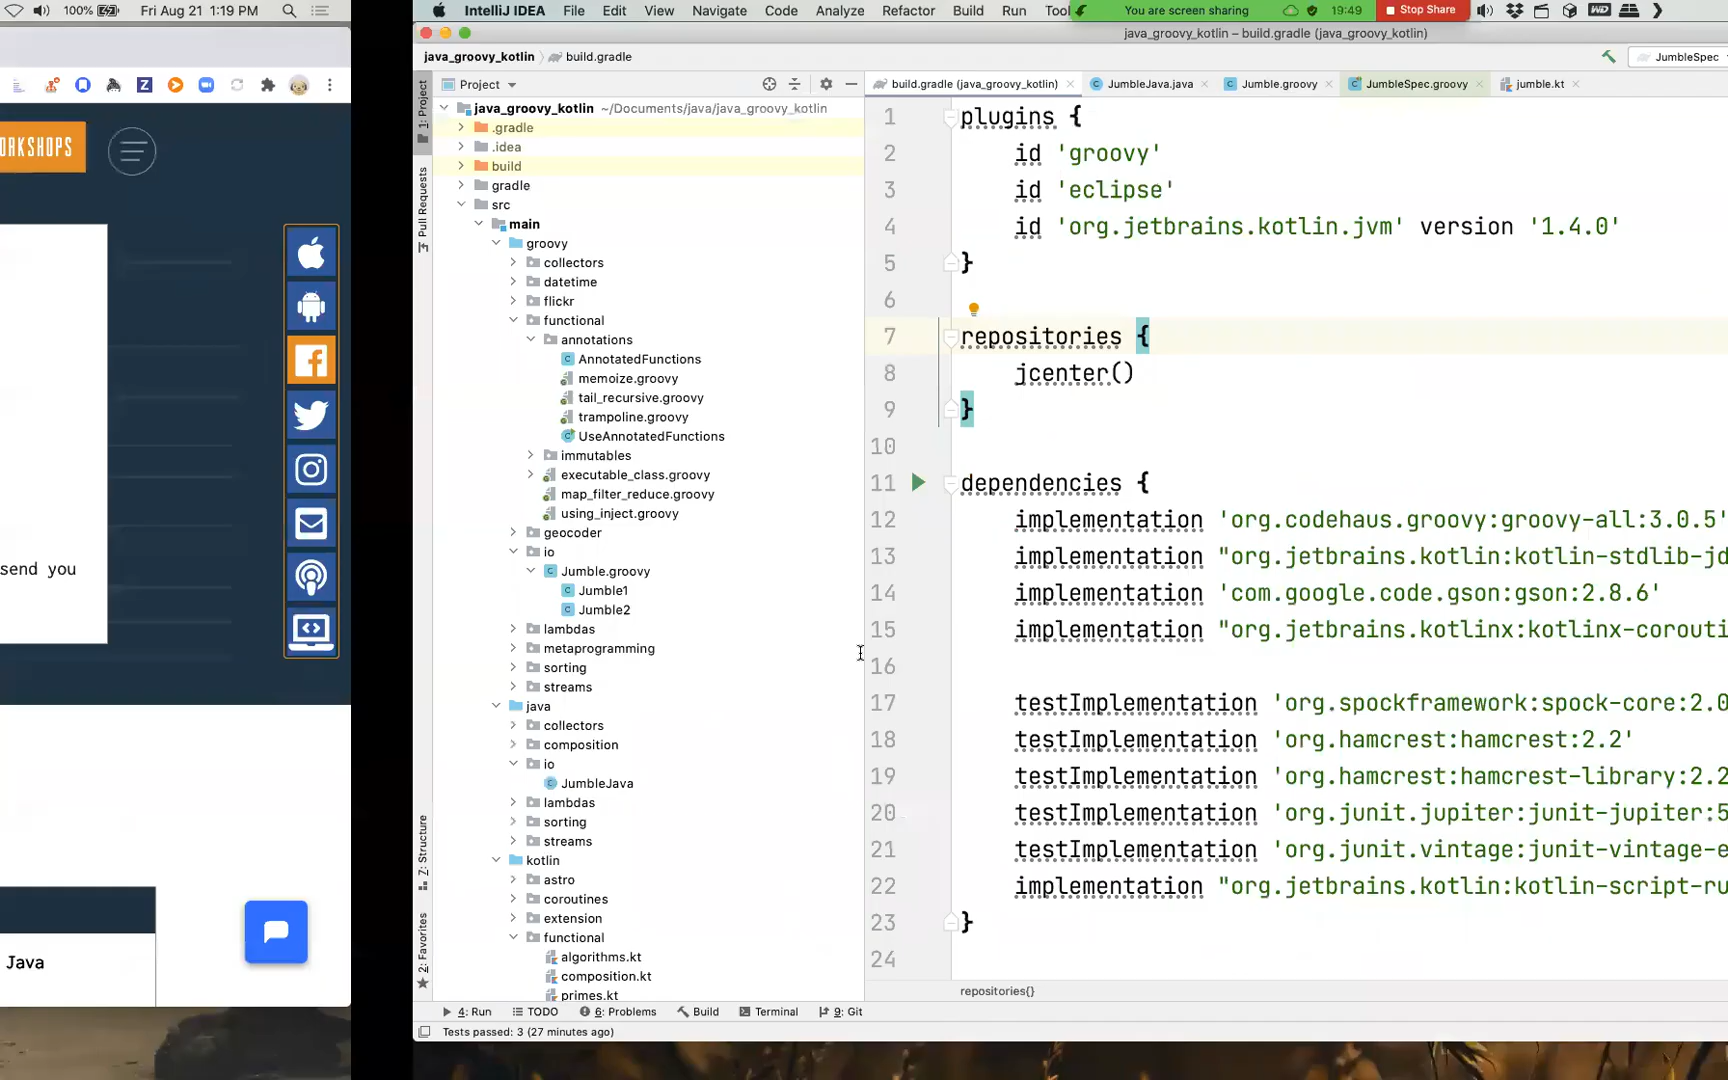 100% Fri Aug 21 1:19 PM
IntelliJ IDEA File Edit View Navigate Code Analyze Refactor Build Run Tool You are screen sharing 19:49 Stop Share
java_groovy_kotlin – build.gradle (java_groovy_kotlin)
java_groovy_kotlin build.gradle JumbleSpec
Project build.gradle (java_groovy_kotlin) JumbleJava.java Jumble.groovy JumbleSpec.groovy jumble.kt
ORKSHOPS
send you
Java
1: Project
Pull Requests
7: Structure
2: Favorites
java_groovy_kotlin ~/Documents/java/java_groovy_kotlin
.gradle
.idea
build
gradle
src
main
groovy
collectors
datetime
flickr
functional
annotations
AnnotatedFunctions
memoize.groovy
tail_recursive.groovy
trampoline.groovy
UseAnnotatedFunctions
immutables
executable_class.groovy
map_filter_reduce.groovy
using_inject.groovy
geocoder
io
Jumble.groovy
Jumble1
Jumble2
lambdas
metaprogramming
sorting
streams
java
collectors
composition
io
JumbleJava
lambdas
sorting
streams
kotlin
astro
coroutines
extension
functional
algorithms.kt
composition.kt
primes.kt
1 plugins {
2 id 'groovy'
3 id 'eclipse'
4 id 'org.jetbrains.kotlin.jvm' version '1.4.0'
5 }
6
7 repositories {
8 jcenter()
9 }
10
11 dependencies {
12 implementation 'org.codehaus.groovy:groovy-all:3.0.5'
13 implementation "org.jetbrains.kotlin:kotlin-stdlib-jd
14 implementation 'com.google.code.gson:gson:2.8.6'
15 implementation "org.jetbrains.kotlinx:kotlinx-corouti
16
17 testImplementation 'org.spockframework:spock-core:2.0
18 testImplementation 'org.hamcrest:hamcrest:2.2'
19 testImplementation 'org.hamcrest:hamcrest-library:2.2
20 testImplementation 'org.junit.jupiter:junit-jupiter:5
21 testImplementation 'org.junit.vintage:junit-vintage-e
22 implementation "org.jetbrains.kotlin:kotlin-script-ru
23 }
24
repositories{}
4: Run TODO 6: Problems Build Terminal 9: Git
Tests passed: 3 (27 minutes ago)